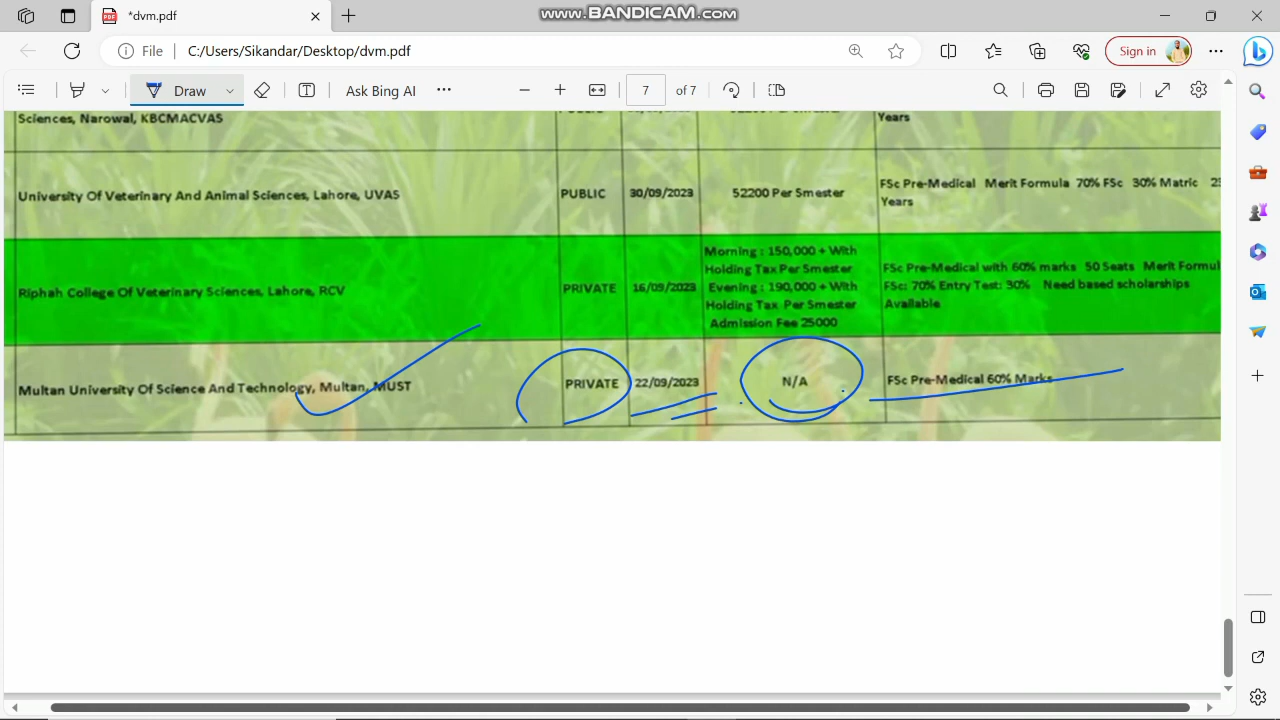 *dvm.pdf
www.BANDICAM.com
File
C:/Users/Sikandar/Desktop/dvm.pdf
Sign in
Draw
Ask Bing AI
7
of 7
Sciences, Narowal, KBCMACVAS
Years
University Of Veterinary And Animal Sciences, Lahore, UVAS
PUBLIC
30/09/2023
52200 Per Smester
FSc Pre-Medical Merit Formula 70% FSc 30% Matric
Years
Riphah College Of Veterinary Sciences, Lahore, RCV
PRIVATE
16/09/2023
Morning : 150,000 + With
Holding Tax Per Smester
Evening : 190,000 + With
Holding Tax Per Smester
Admission Fee 25000
FSc Pre-Medical with 60% marks 50 Seats Merit Formul
FSc: 70% Entry Test: 30% Need based scholarships
Available
Multan University Of Science And Technology, Multan, MUST
PRIVATE
22/09/2023
N/A
FSc Pre-Medical 60% Marks